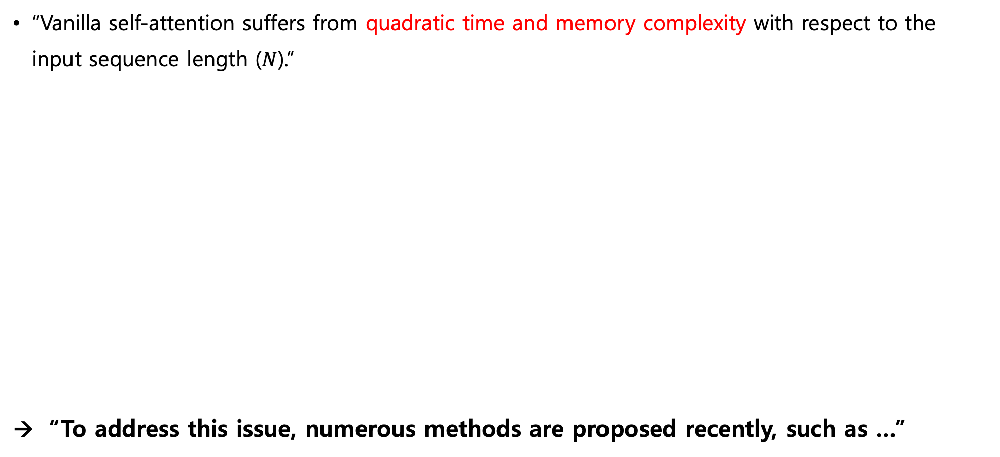 • “Vanilla self-attention suffers from quadratic time and memory complexity with respect to the
input sequence length (N).”
→ “To address this issue, numerous methods are proposed recently, such as …”